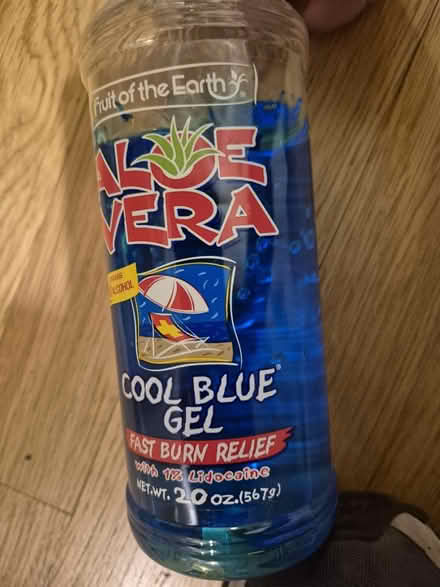 Fruit of the Earth®
ALOE
VERA
ALCOHOL
COOL BLUE®
GEL
FAST BURN RELIEF
with 1% Lidocaine
NET.WT. 20 oz.(567g)